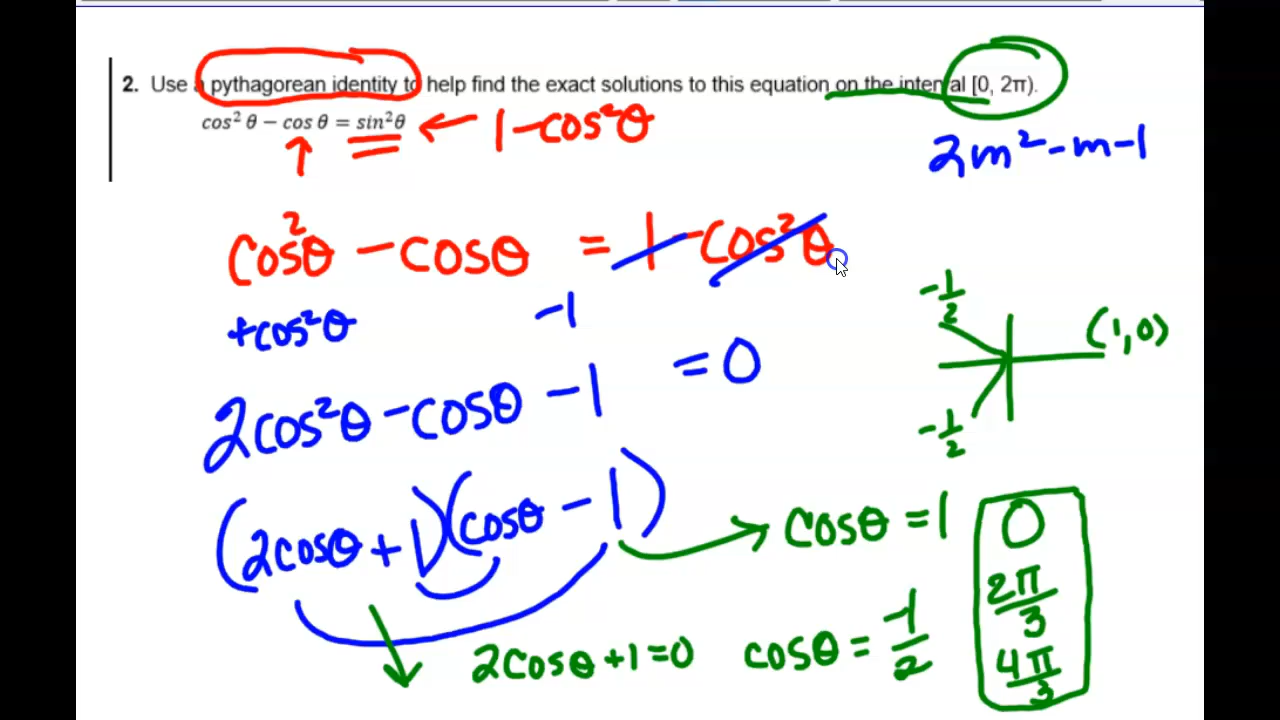 2. Use a pythagorean identity to help find the exact solutions to this equation on the interval [0, 2π).
cos² θ − cos θ = sin²θ ← 1 − cos²θ
2m² − m − 1
cos²θ − cosθ = 1 − cos²θ
+cos²θ −1
2cos²θ − cosθ − 1 = 0
−1/2
(1, 0)
−1/2
(2cosθ + 1)(cosθ − 1)
cosθ = 1 0
2π/3
2cosθ + 1 = 0 cosθ = −1/2
4π/3